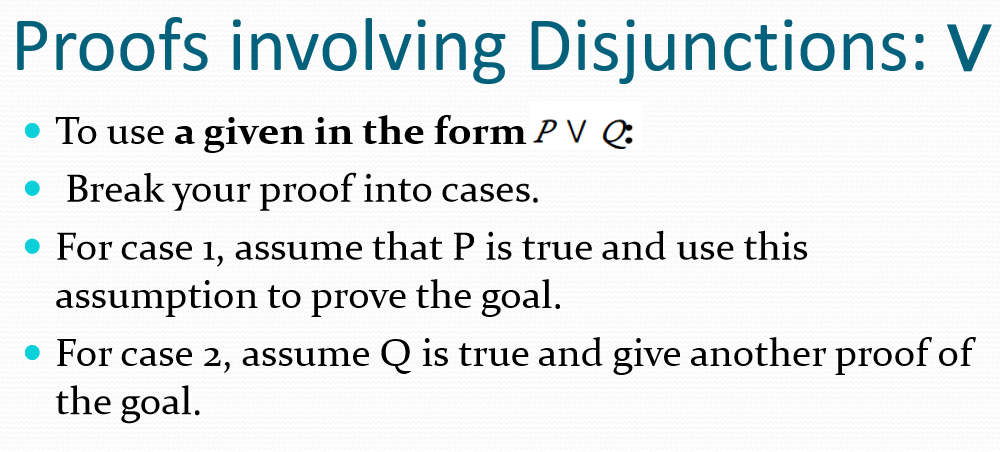 Proofs involving Disjunctions: ∨
• To use a given in the form P ∨ Q:
• Break your proof into cases.
• For case 1, assume that P is true and use this
assumption to prove the goal.
• For case 2, assume Q is true and give another proof of
the goal.